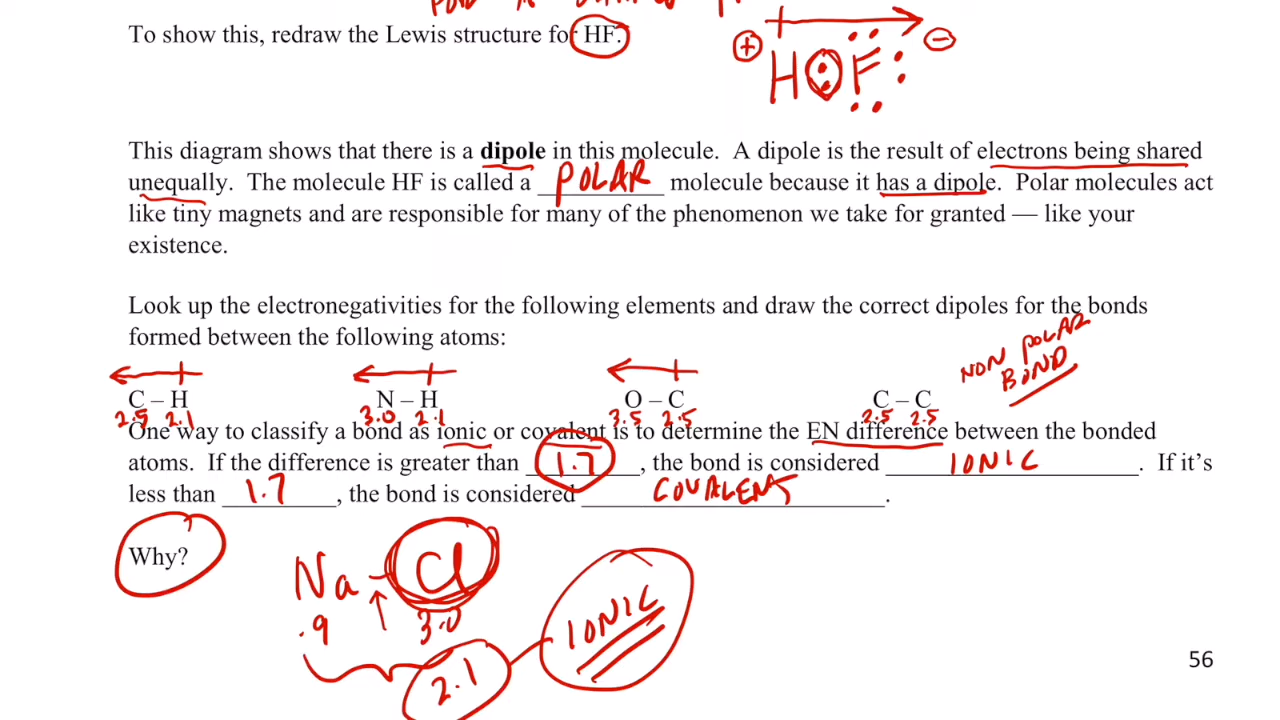 To show this, redraw the Lewis structure for HF.
+ H : F −
This diagram shows that there is a dipole in this molecule. A dipole is the result of electrons being shared
unequally. The molecule HF is called a POLAR molecule because it has a dipole. Polar molecules act
like tiny magnets and are responsible for many of the phenomenon we take for granted — like your
existence.
Look up the electronegativities for the following elements and draw the correct dipoles for the bonds
formed between the following atoms:
NON POLAR
BOND
C – H N – H O – C C – C
2.5 2.1 3.0 2.1 3.5 2.5 2.5 2.5
One way to classify a bond as ionic or covalent is to determine the EN difference between the bonded
atoms. If the difference is greater than 1.7, the bond is considered IONIC. If it’s
less than 1.7, the bond is considered COVALENT.
Why?
Na – Cl
.9 3.0
2.1 IONIC
56